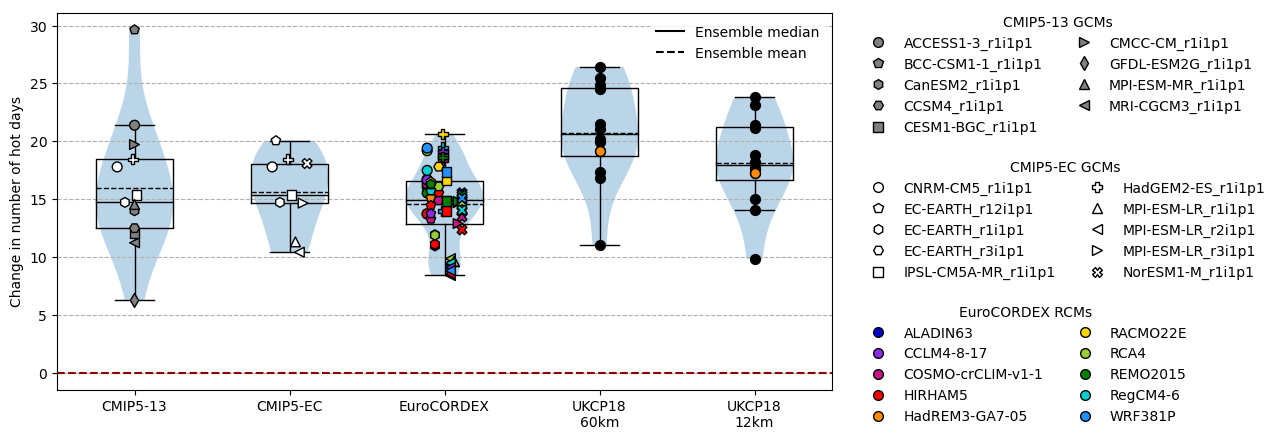 Change in number of hot days
30
25
20
15
10
5
0
Ensemble median
Ensemble mean
CMIP5-13
CMIP5-EC
EuroCORDEX
UKCP18
60km
UKCP18
12km
CMIP5-13 GCMs
ACCESS1-3_r1i1p1
BCC-CSM1-1_r1i1p1
CanESM2_r1i1p1
CCSM4_r1i1p1
CESM1-BGC_r1i1p1
CMCC-CM_r1i1p1
GFDL-ESM2G_r1i1p1
MPI-ESM-MR_r1i1p1
MRI-CGCM3_r1i1p1
CMIP5-EC GCMs
CNRM-CM5_r1i1p1
EC-EARTH_r12i1p1
EC-EARTH_r1i1p1
EC-EARTH_r3i1p1
IPSL-CM5A-MR_r1i1p1
HadGEM2-ES_r1i1p1
MPI-ESM-LR_r1i1p1
MPI-ESM-LR_r2i1p1
MPI-ESM-LR_r3i1p1
NorESM1-M_r1i1p1
EuroCORDEX RCMs
ALADIN63
CCLM4-8-17
COSMO-crCLIM-v1-1
HIRHAM5
HadREM3-GA7-05
RACMO22E
RCA4
REMO2015
RegCM4-6
WRF381P